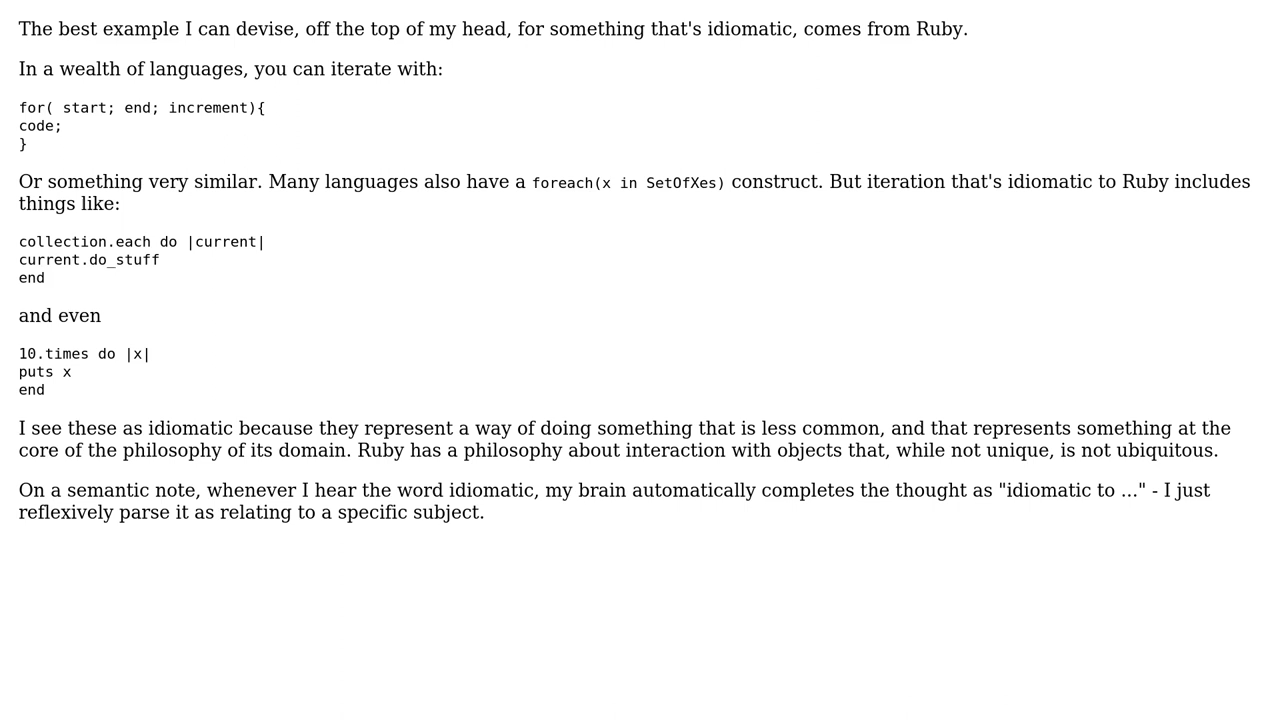 The best example I can devise, off the top of my head, for something that's idiomatic, comes from Ruby.
In a wealth of languages, you can iterate with:
for( start; end; increment){
code;
}
Or something very similar. Many languages also have a foreach(x in SetOfXes) construct. But iteration that's idiomatic to Ruby includes
things like:
collection.each do |current|
current.do_stuff
end
and even
10.times do |x|
puts x
end
I see these as idiomatic because they represent a way of doing something that is less common, and that represents something at the
core of the philosophy of its domain. Ruby has a philosophy about interaction with objects that, while not unique, is not ubiquitous.
On a semantic note, whenever I hear the word idiomatic, my brain automatically completes the thought as "idiomatic to ..." - I just
reflexively parse it as relating to a specific subject.